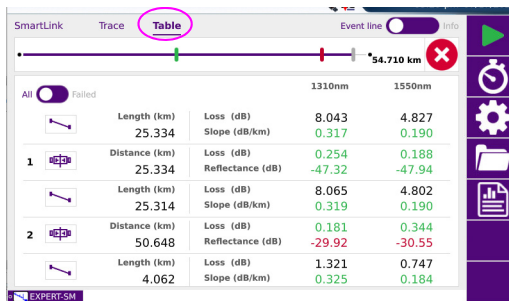 SmartLink Trace Table Event line Info
54.710 km
All Failed 1310nm 1550nm
Length (km) Loss (dB) 8.043 4.827
25.334 Slope (dB/km) 0.317 0.190
1 Distance (km) Loss (dB) 0.254 0.188
25.334 Reflectance (dB) -47.32 -47.94
Length (km) Loss (dB) 8.065 4.802
25.314 Slope (dB/km) 0.319 0.190
2 Distance (km) Loss (dB) 0.181 0.344
50.648 Reflectance (dB) -29.92 -30.55
Length (km) Loss (dB) 1.321 0.747
4.062 Slope (dB/km) 0.325 0.184
EXPERT-SM